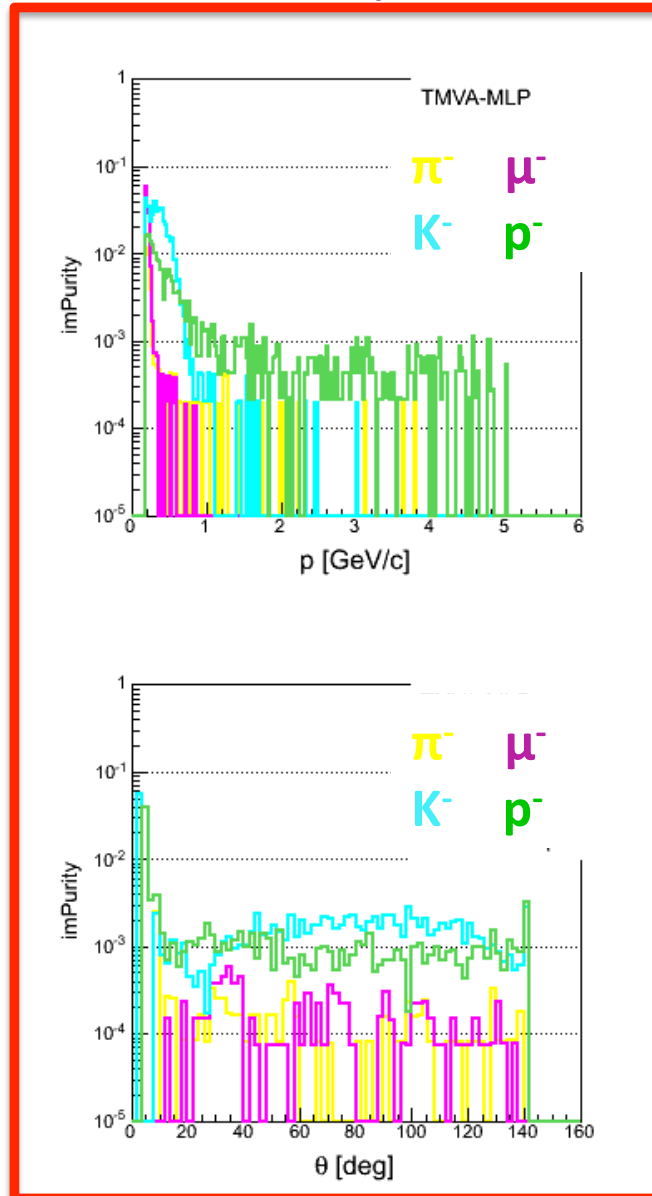 1
TMVA-MLP
10⁻¹
π⁻ μ⁻
K⁻ p⁻
10⁻²
imPurity
10⁻³
10⁻⁴
10⁻⁵
0 1 2 3 4 5 6
p [GeV/c]
1
π⁻ μ⁻
10⁻¹
K⁻ p⁻
10⁻²
imPurity
10⁻³
10⁻⁴
10⁻⁵
0 20 40 60 80 100 120 140 160
θ [deg]